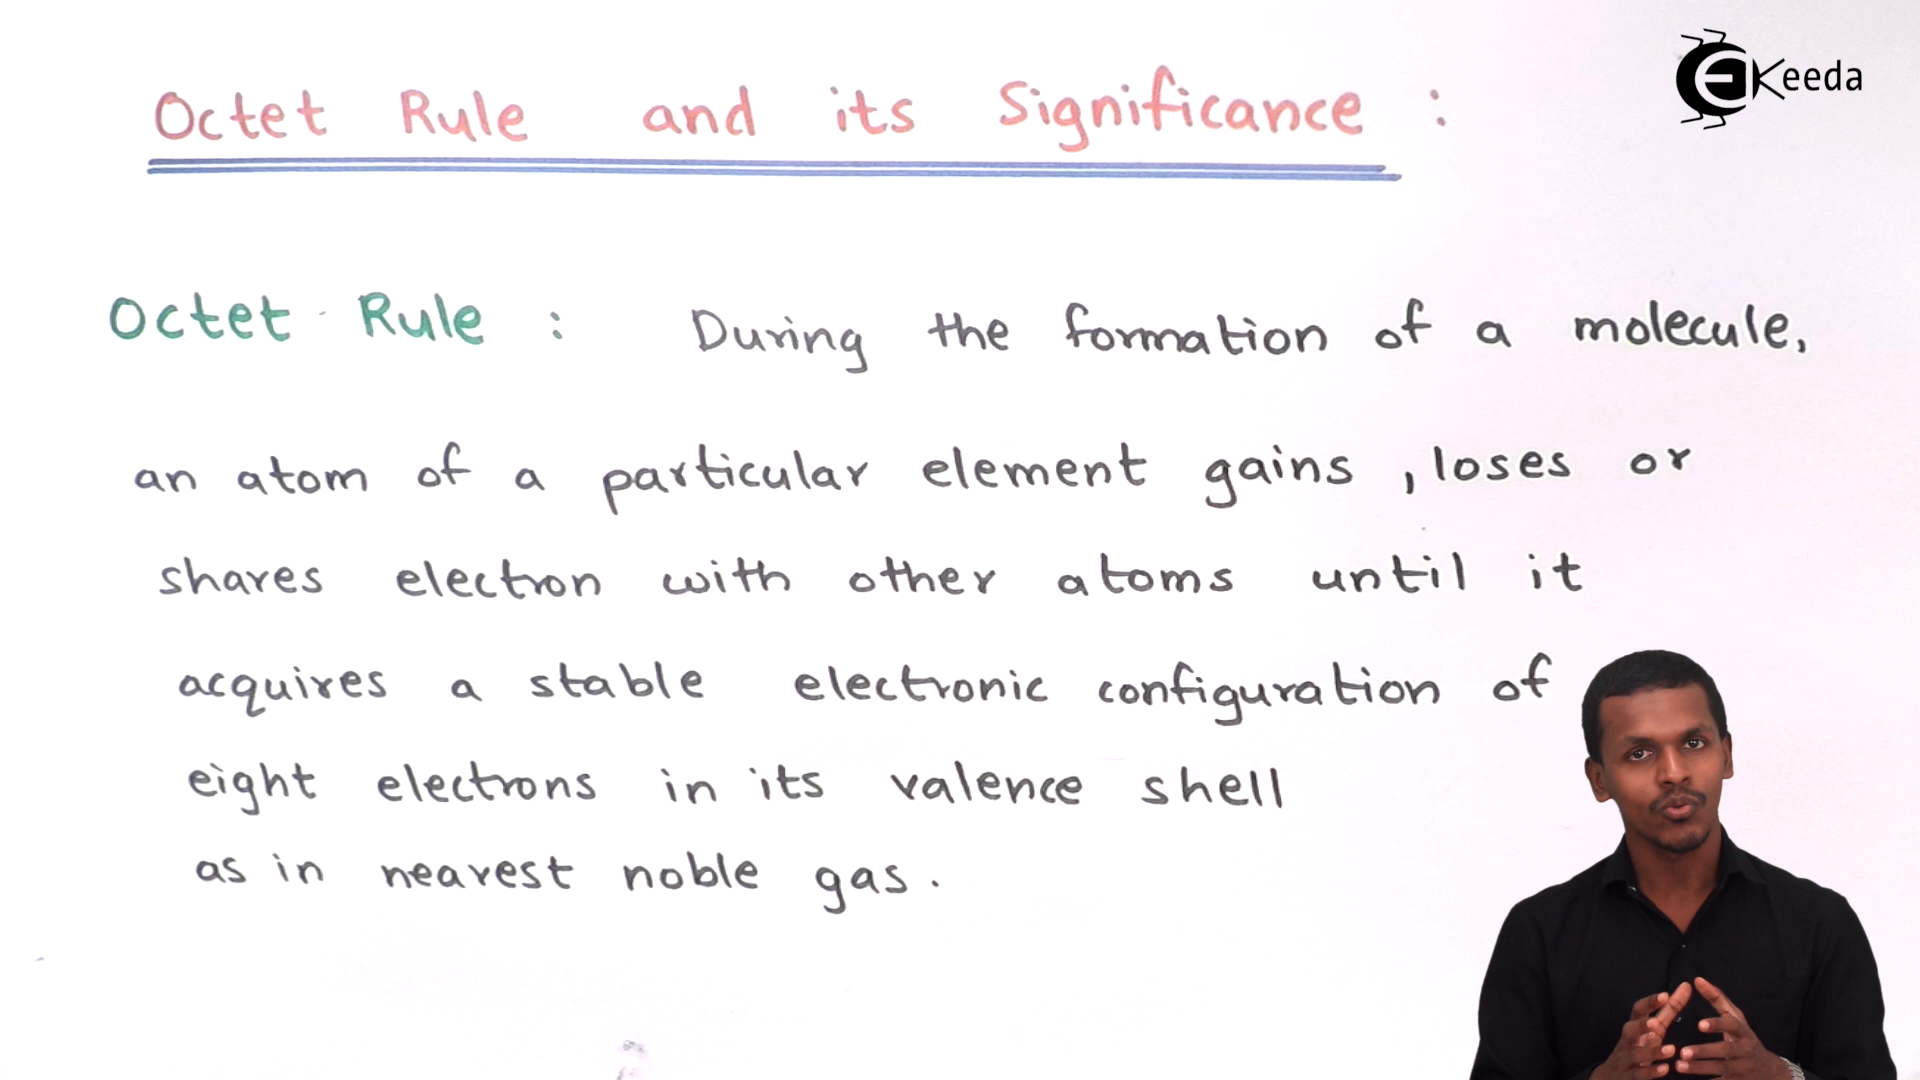 Keeda
Octet Rule and its Significance :
Octet Rule : During the formation of a molecule,
an atom of a particular element gains , loses or
shares electron with other atoms until it
acquires a stable electronic configuration of
eight electrons in its valence shell
as in nearest noble gas.